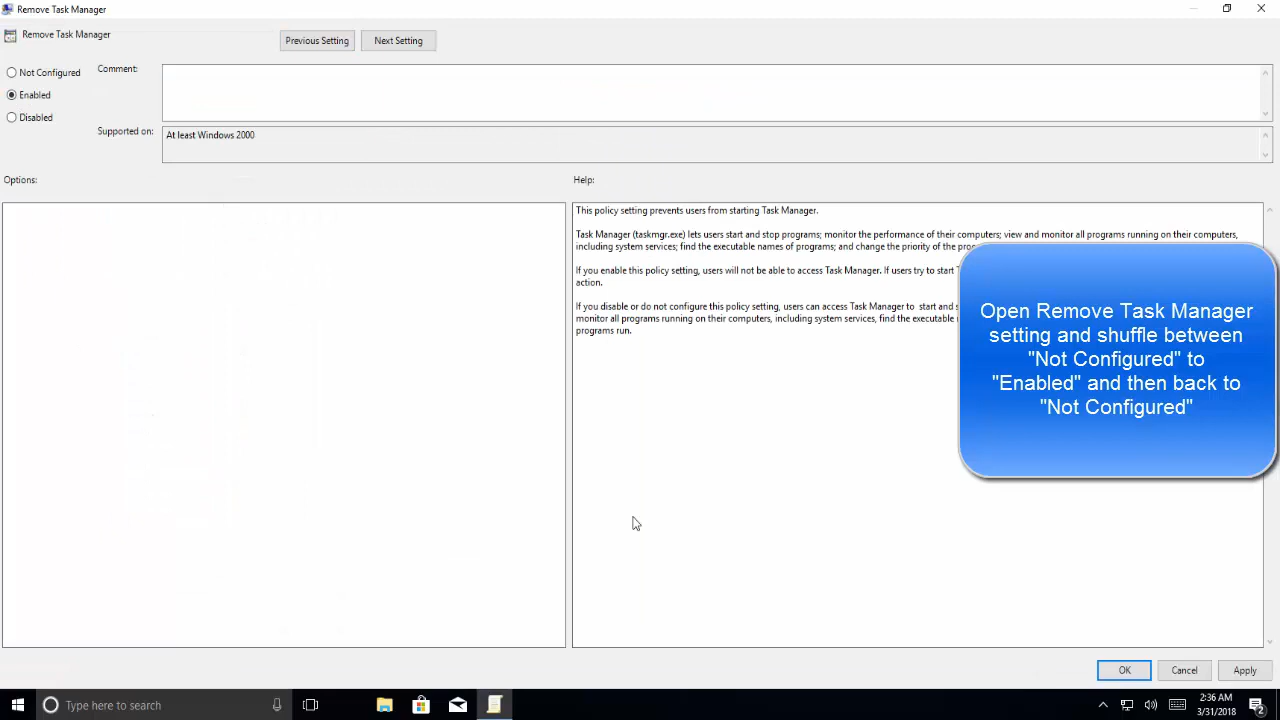 Remove Task Manager
Remove Task Manager
Previous Setting
Next Setting
Not Configured
Comment:
Enabled
Disabled
Supported on:
At least Windows 2000
Options:
Help:
This policy setting prevents users from starting Task Manager.
Task Manager (taskmgr.exe) lets users start and stop programs; monitor the performance of their computers; view and monitor all programs running on their computers,
including system services; find the executable names of programs; and change the priority of the
If you enable this policy setting, users will not be able to access Task Manager. If users try to start
action.
If you disable or do not configure this policy setting, users can access Task Manager to start and
monitor all programs running on their computers, including system services, find the executable
programs run.
Open Remove Task Manager
setting and shuffle between
"Not Configured" to
"Enabled" and then back to
"Not Configured"
OK
Cancel
Apply
Type here to search
2:36 AM
3/31/2018
2